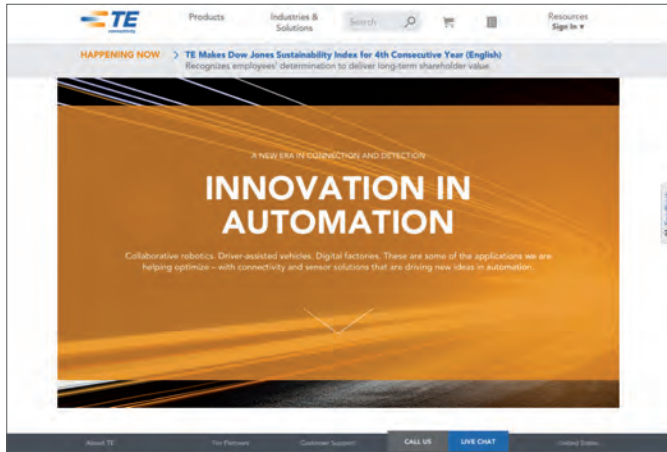 TE
connectivity
Products
Industries &
Solutions
Search
Resources
Sign In ▾
HAPPENING NOW
TE Makes Dow Jones Sustainability Index for 4th Consecutive Year (English)
Recognizes employees' determination to deliver long-term shareholder value.
A NEW ERA IN CONNECTION AND DETECTION
INNOVATION IN
AUTOMATION
Collaborative robotics. Driver-assisted vehicles. Digital factories. These are some of the applications we are
helping optimize – with connectivity and sensor solutions that are driving new ideas in automation.
About TE
For Partners
Customer Support
CALL US
LIVE CHAT
United States